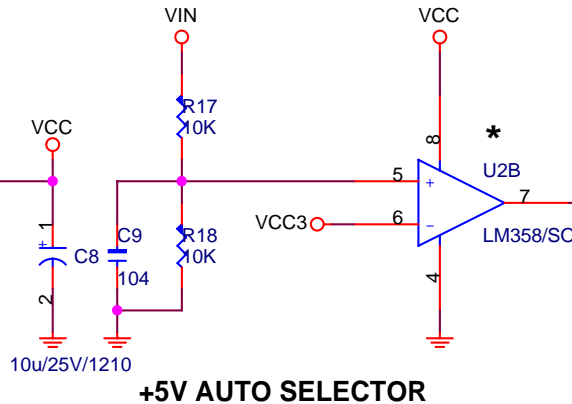 VIN
VCC
R17
10K
VCC
8
*
U2B
5
+
7
VCC3
6
-
LM358/SO
1
+
C8
2
C9
104
R18
10K
4
10u/25V/1210
+5V AUTO SELECTOR